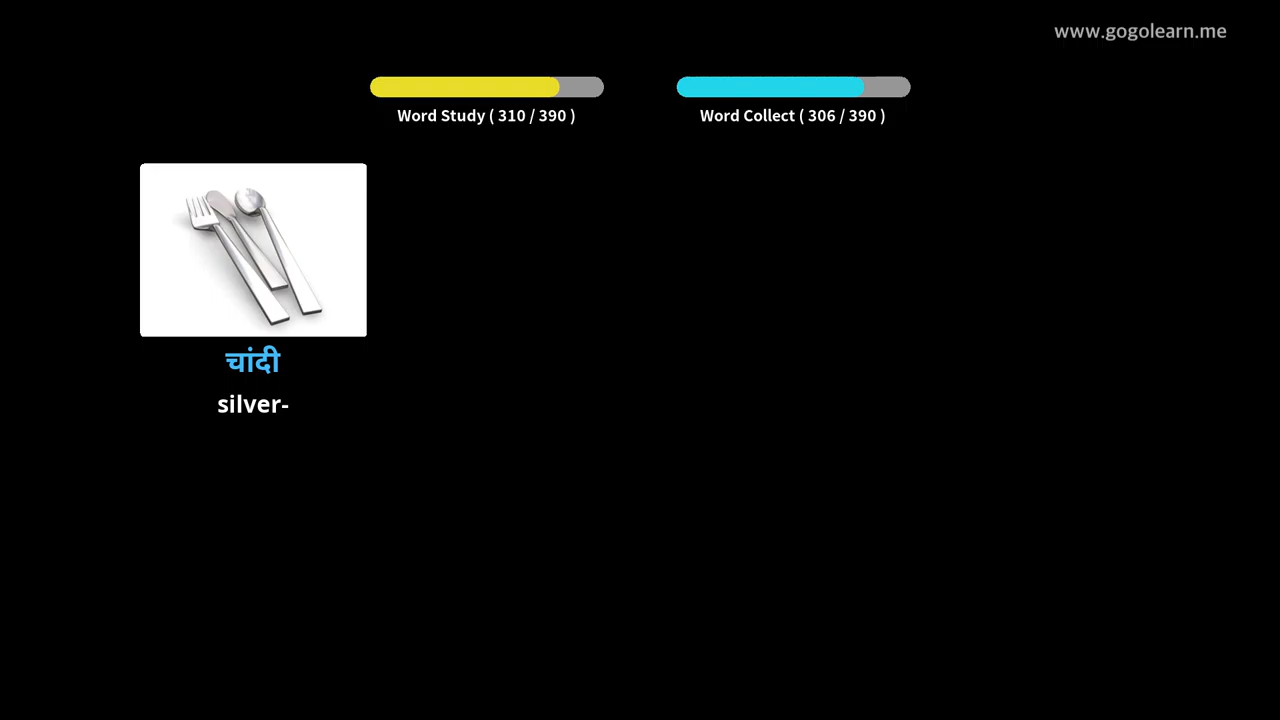 www.gogolearn.me
Word Study ( 310 / 390 )
Word Collect ( 306 / 390 )
चांदी
silver-